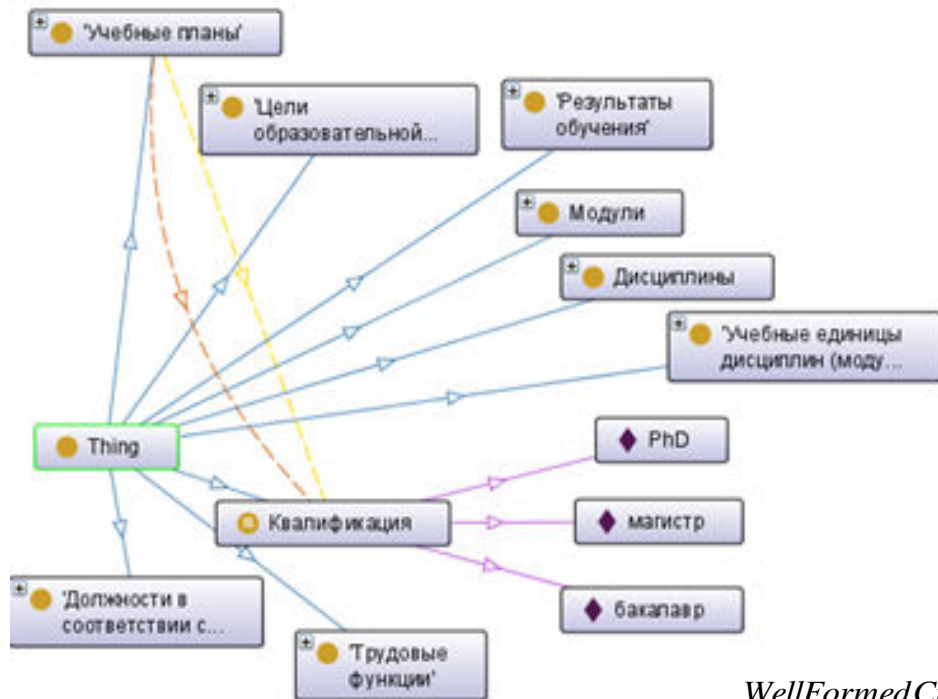 'Учебные планы'
'Цели
образовательной...
'Результаты
обучения'
Модули
Дисциплины
'Учебные единицы
дисциплин (моду...
Thing
PhD
Квалификация
магистр
бакалавр
'Должности в
соответствии с...
'Трудовые
функции'
WellFormedC